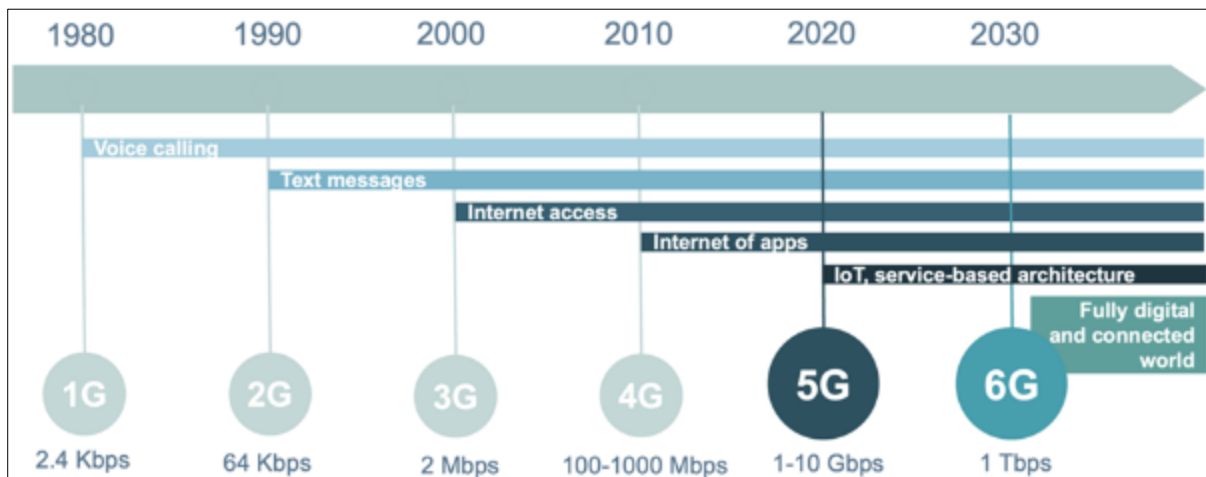 1980 1990 2000 2010 2020 2030
Voice calling
Text messages
Internet access
Internet of apps
IoT, service-based architecture
Fully digital
and connected
world
1G 2G 3G 4G 5G 6G
2.4 Kbps 64 Kbps 2 Mbps 100-1000 Mbps 1-10 Gbps 1 Tbps